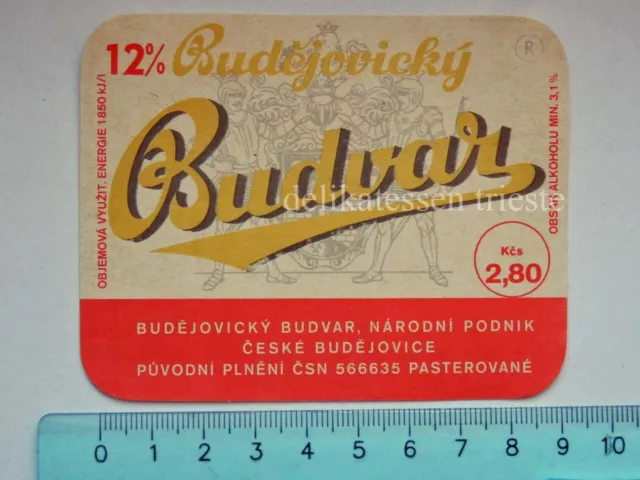 12% Budějovický
®
Budvar
OBJEMOVÁ VYUŽIT. ENERGIE 1850 kJ/l
OBSAH ALKOHOLU MIN. 3,1%
delikatessen trieste
Kčs
2,80
BUDĚJOVICKÝ BUDVAR, NÁRODNÍ PODNIK
ČESKÉ BUDĚJOVICE
PŮVODNÍ PLNĚNÍ ČSN 566635 PASTEROVANÉ
0 1 2 3 4 5 6 7 8 9 10